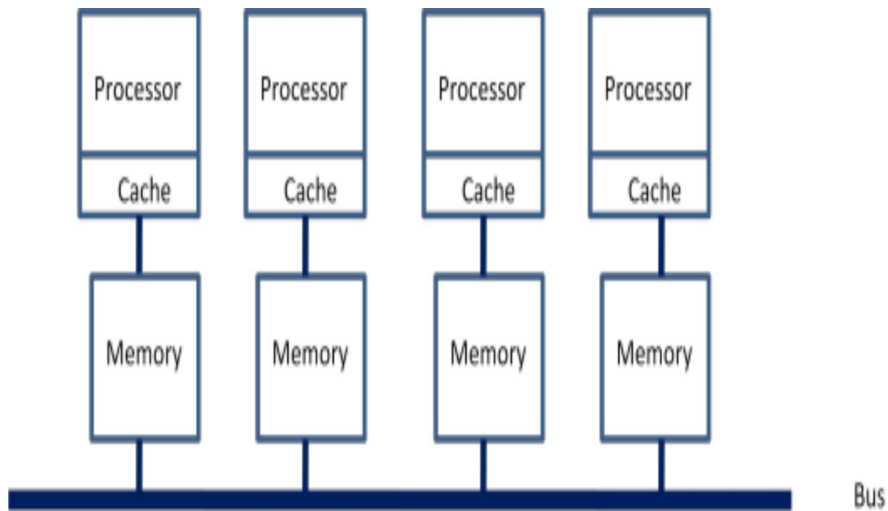 Processor Processor Processor Processor
Cache Cache Cache Cache
Memory Memory Memory Memory
Bus